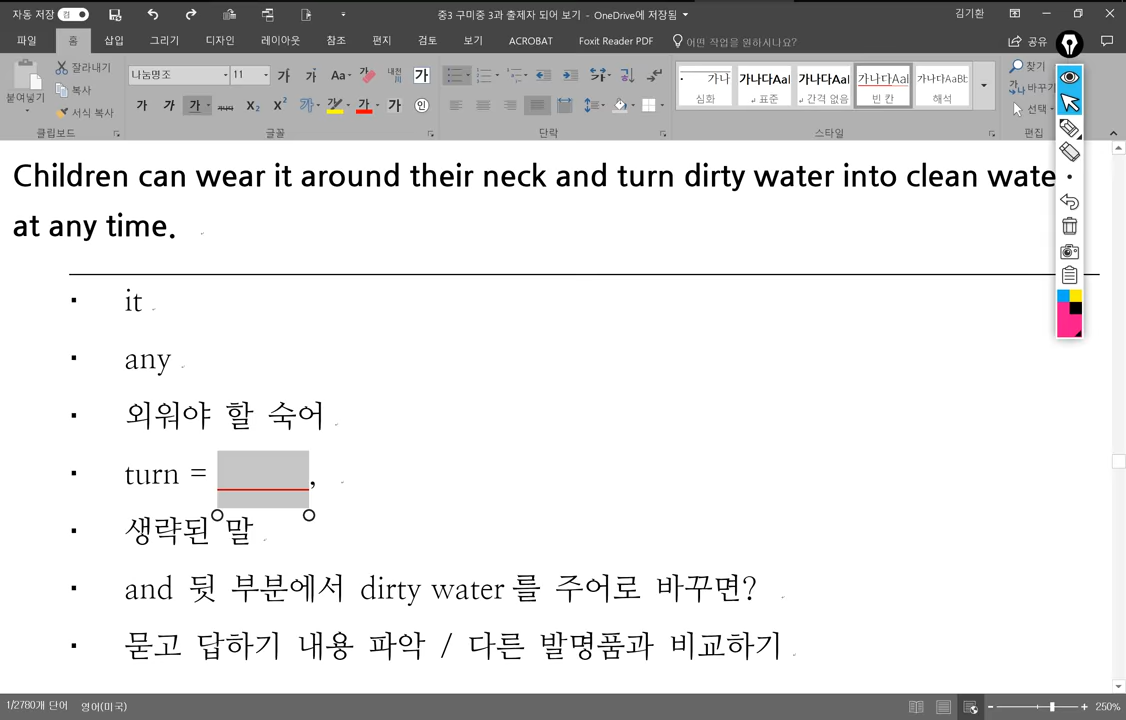 자동 저장 컴 중3 구미중 3과 출제자 되어 보기 - OneDrive에 저장됨 김기환
파일 홈 삽입 그리기 디자인 레이아웃 참조 편지 검토 보기 ACROBAT Foxit Reader PDF 어떤 작업을 원하시나요? 공유
붙여넣기 잘라내기 복사 서식 복사
나눔명조 11
심화 표준 간격 없음 빈 칸 해석
찾기 바꾸기 선택
클립보드 글꼴 단락 스타일 편집
Children can wear it around their neck and turn dirty water into clean wate
at any time.
▪ it
▪ any
▪ 외워야 할 숙어
▪ turn = ,
▪ 생략된 말
▪ and 뒷 부분에서 dirty water를 주어로 바꾸면?
▪ 묻고 답하기 내용 파악 / 다른 발명품과 비교하기
1/2780개 단어 영어(미국) 250%